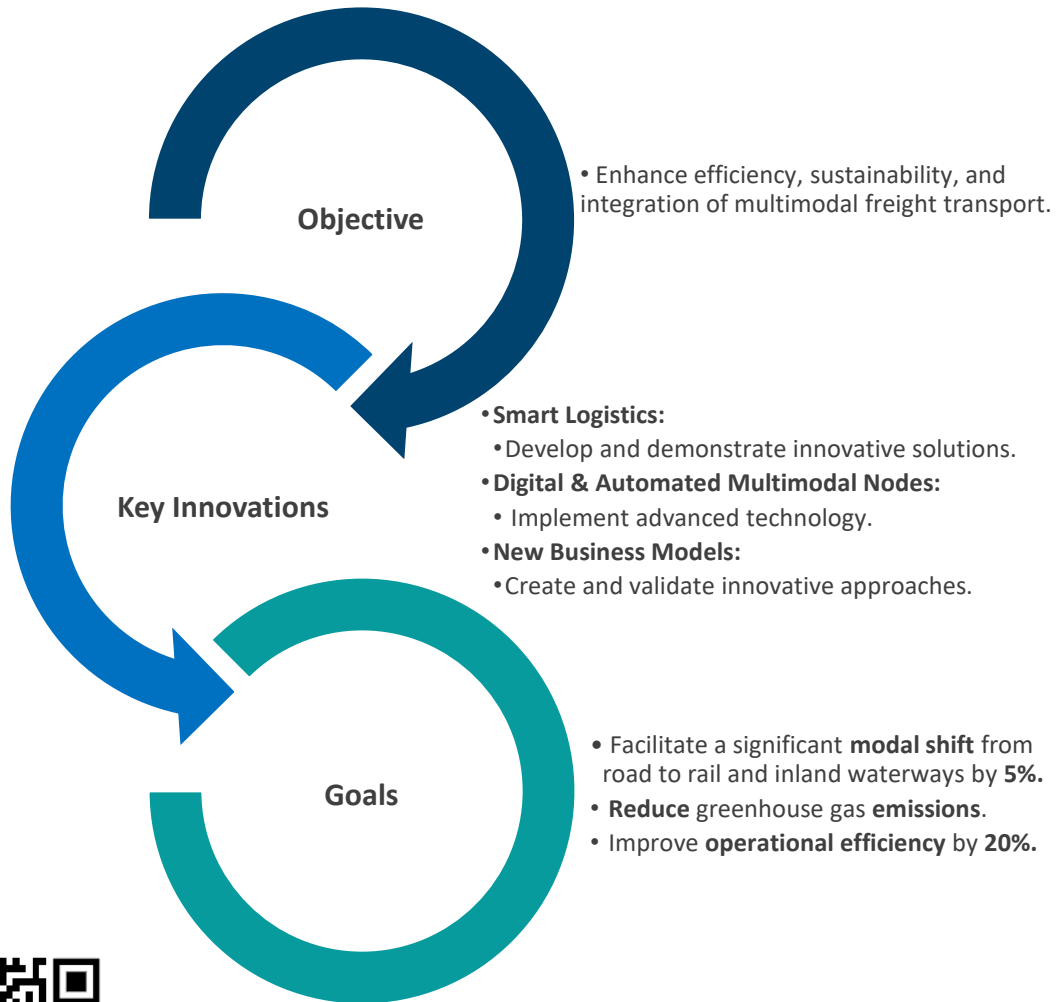 Objective
• Enhance efficiency, sustainability, and
integration of multimodal freight transport.
Key Innovations
• Smart Logistics:
• Develop and demonstrate innovative solutions.
• Digital & Automated Multimodal Nodes:
• Implement advanced technology.
• New Business Models:
• Create and validate innovative approaches.
Goals
• Facilitate a significant modal shift from
road to rail and inland waterways by 5%.
• Reduce greenhouse gas emissions.
• Improve operational efficiency by 20%.